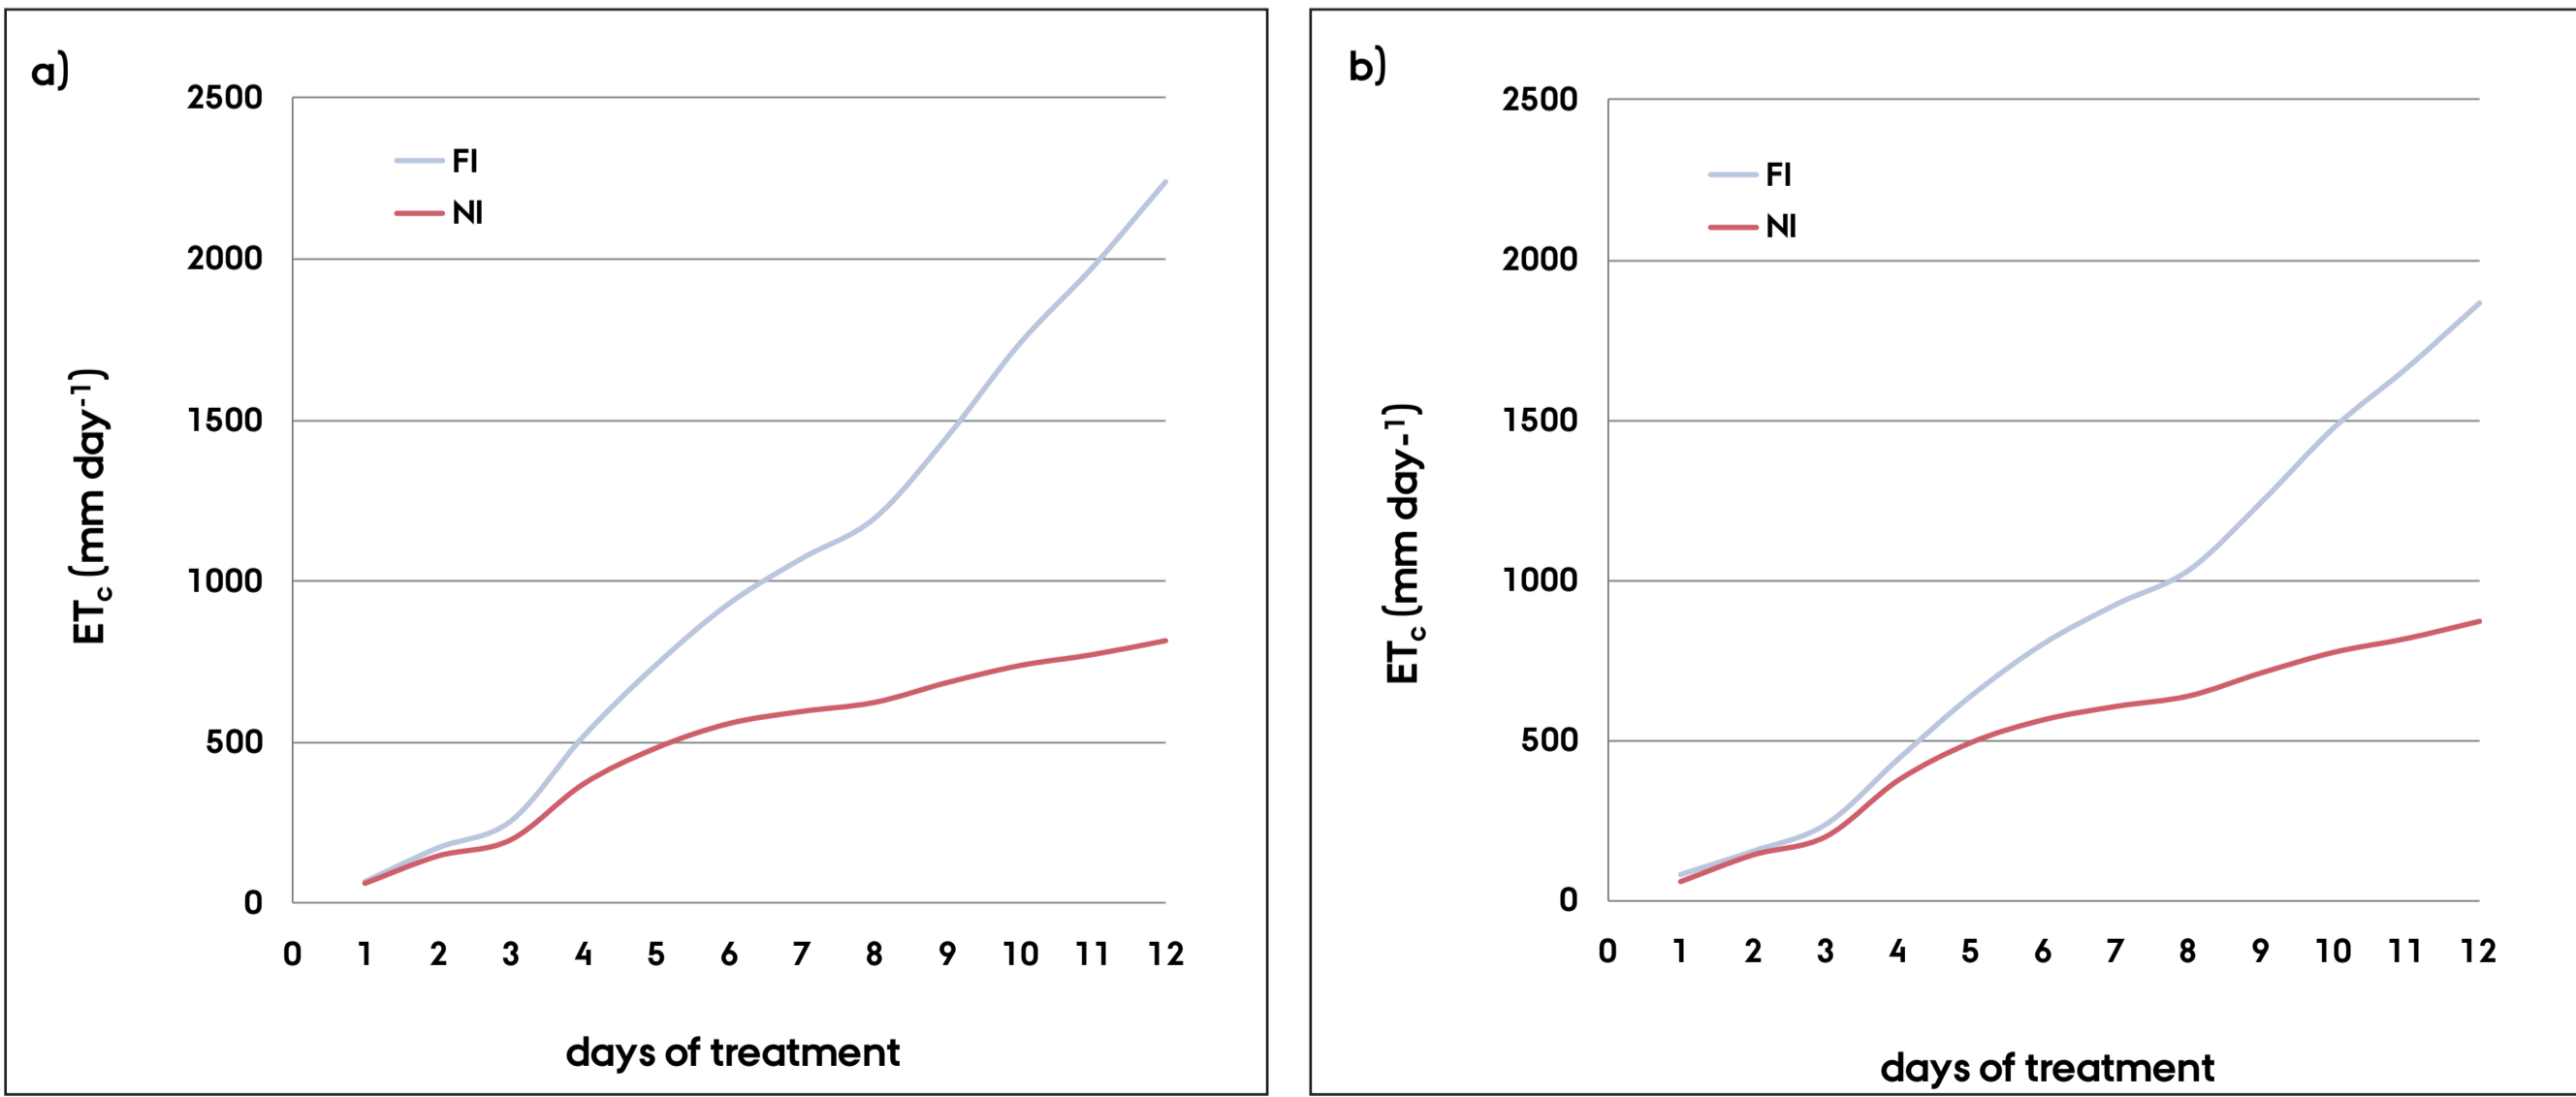 a)
2500
2000
1500
1000
500
0
FI
NI
ETc (mm day-1)
0 1 2 3 4 5 6 7 8 9 10 11 12
days of treatment
b)
2500
2000
1500
1000
500
0
FI
NI
ETc (mm day-1)
0 1 2 3 4 5 6 7 8 9 10 11 12
days of treatment